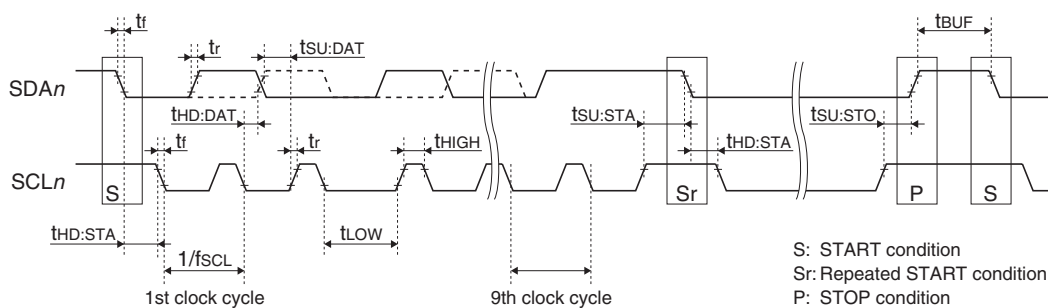 tf
tr
tSU:DAT
tBUF
SDAn
tHD:DAT
tf
tr
tHIGH
tSU:STA
tHD:STA
tSU:STO
SCLn
S
Sr
P
S
tHD:STA
1/fSCL
tLOW
1st clock cycle
9th clock cycle
S: START condition
Sr: Repeated START condition
P: STOP condition